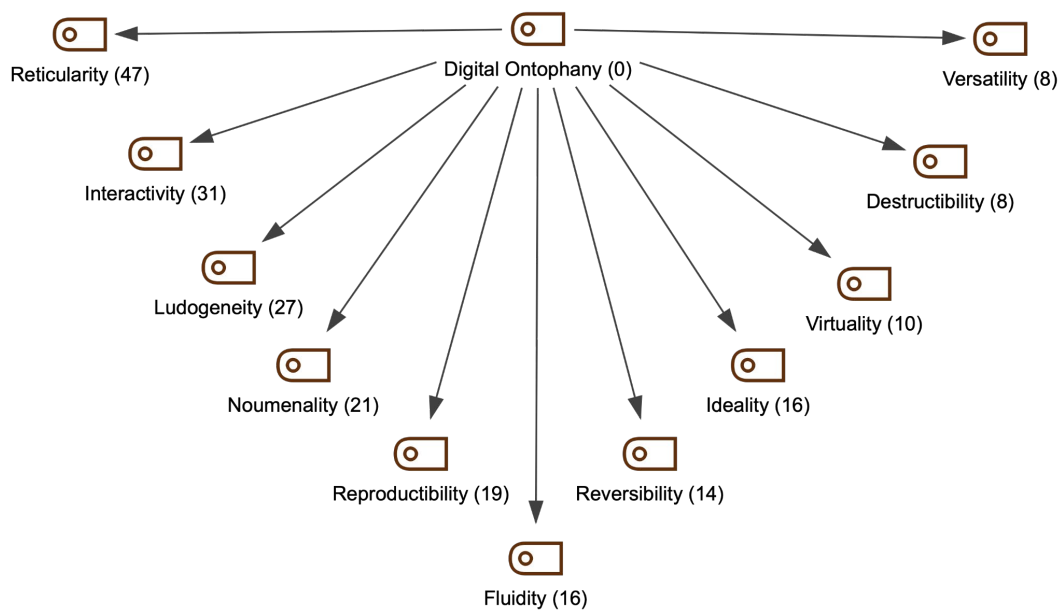 Digital Ontophany (0)
Reticularity (47)
Versatility (8)
Interactivity (31)
Destructibility (8)
Ludogeneity (27)
Virtuality (10)
Noumenality (21)
Ideality (16)
Reproductibility (19)
Reversibility (14)
Fluidity (16)